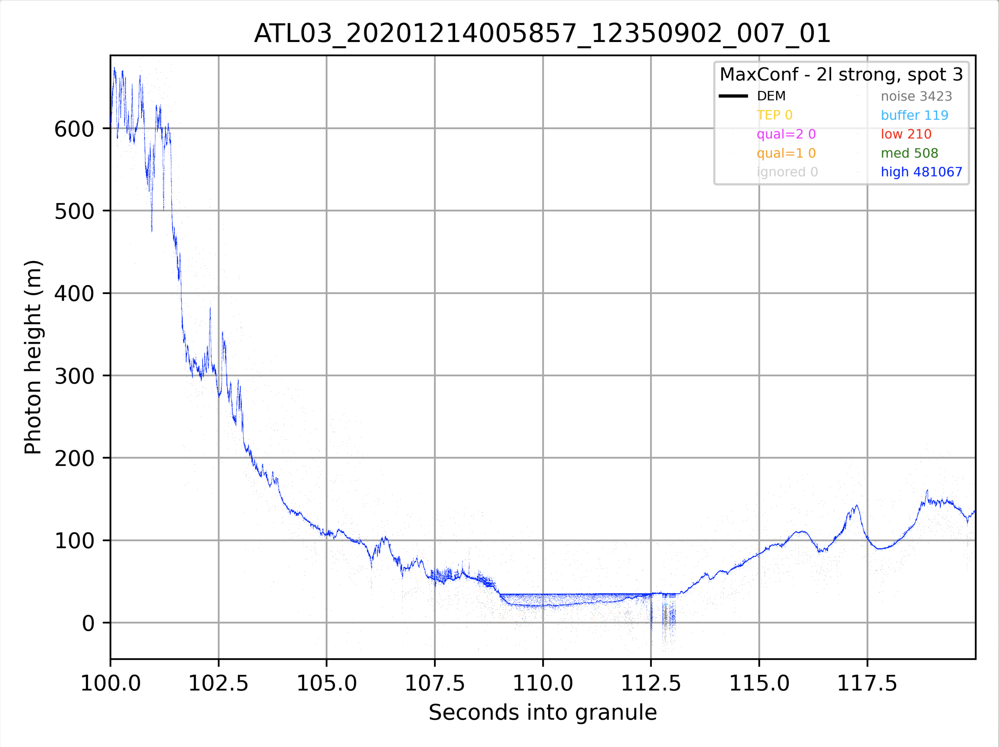 ATL03_20201214005857_12350902_007_01
MaxConf - 2l strong, spot 3
DEM
TEP 0
qual=2 0
qual=1 0
ignored 0
noise 3423
buffer 119
low 210
med 508
high 481067
Photon height (m)
600
500
400
300
200
100
0
100.0 102.5 105.0 107.5 110.0 112.5 115.0 117.5
Seconds into granule